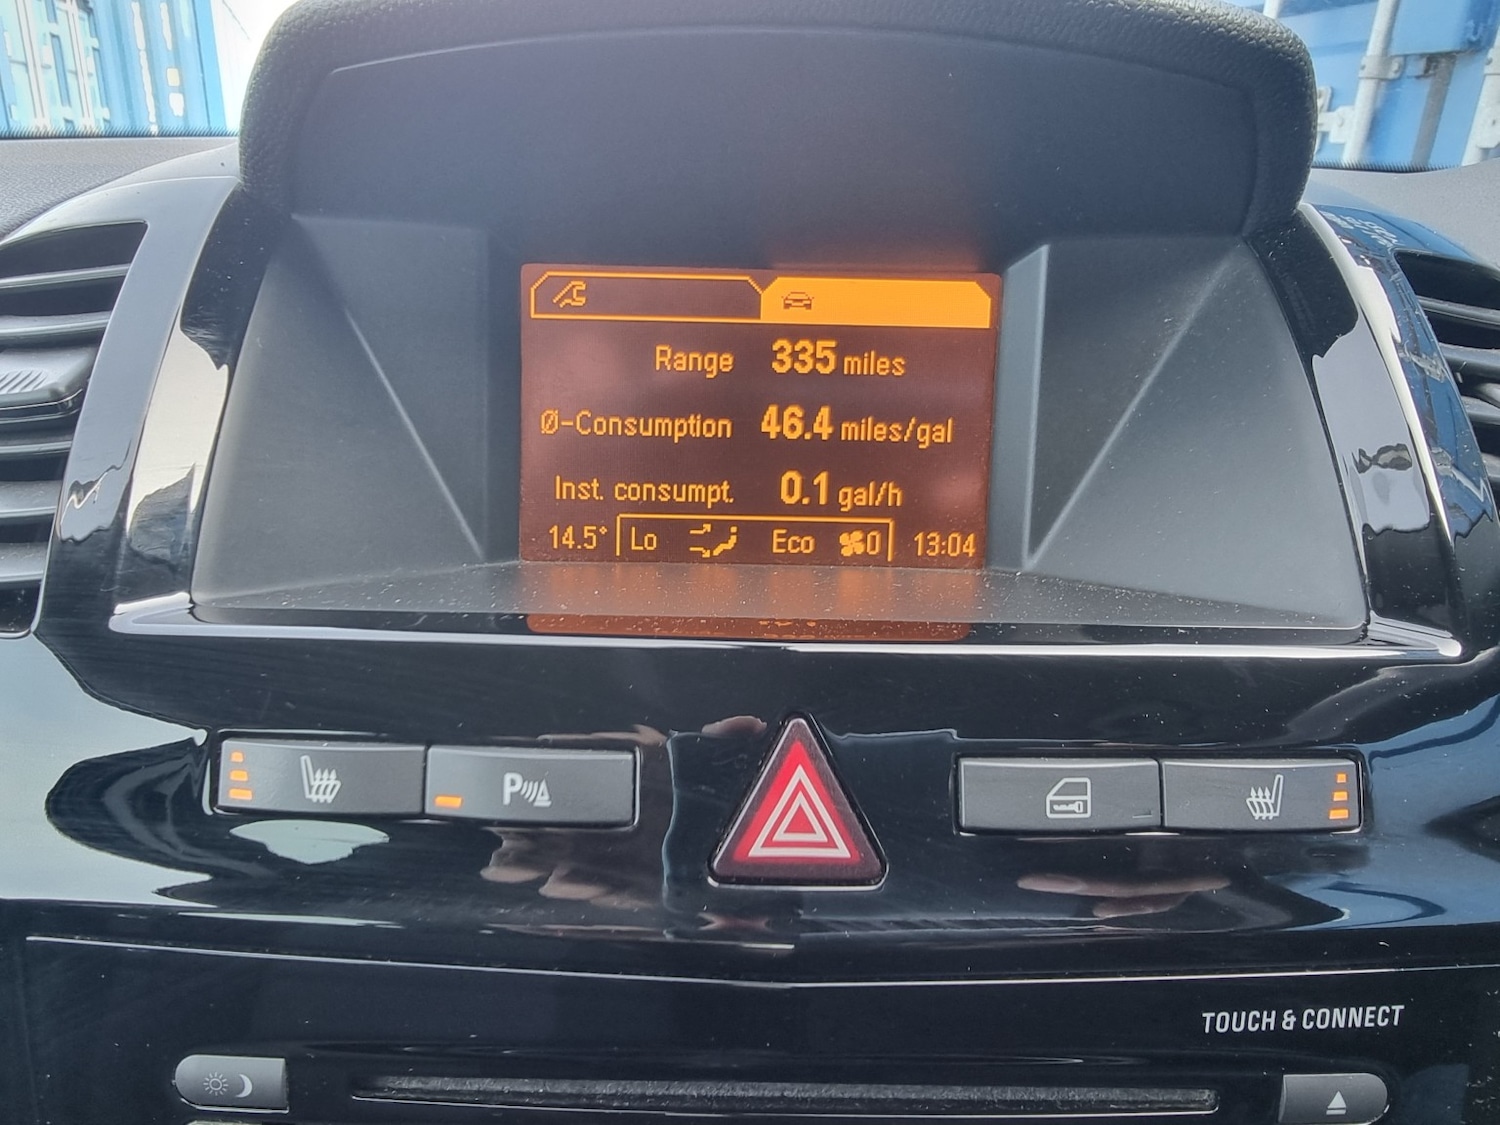 Range 335 miles
Ø-Consumption 46.4 miles/gal
Inst. consumpt. 0.1 gal/h
14.5° Lo Eco 0 13:04
P
TOUCH & CONNECT